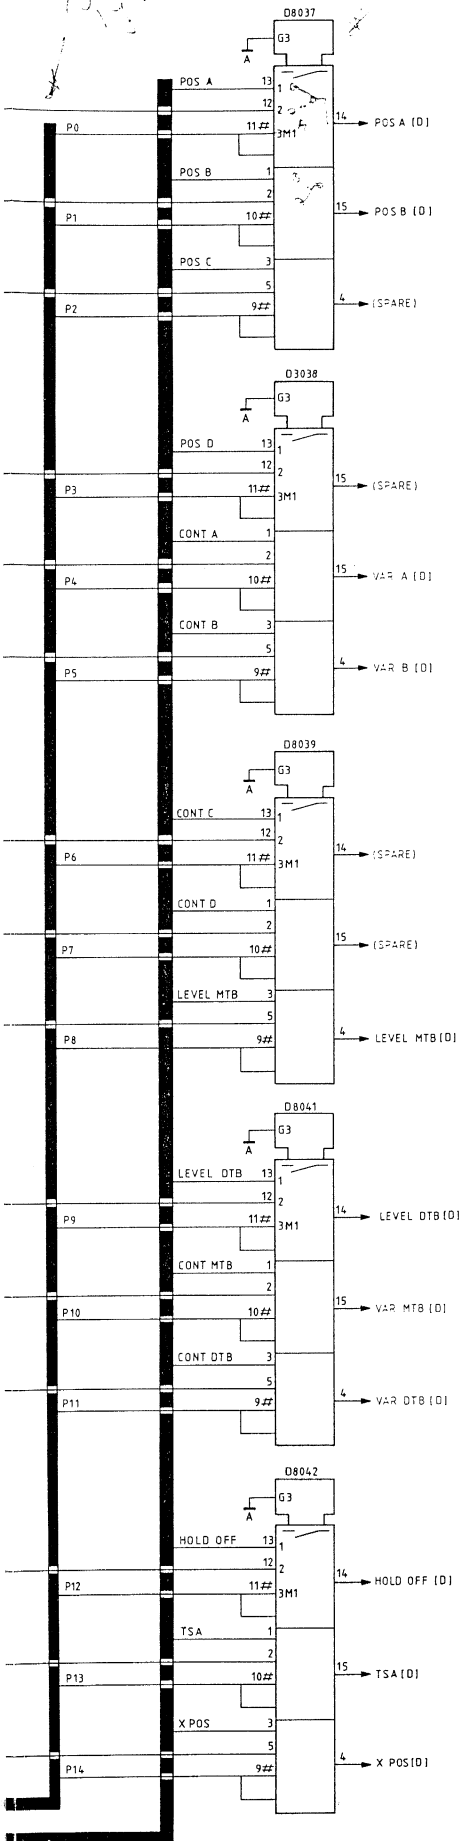 D8037
G3
A
POS A 13 1
12 2
P0 11# 3M1
14 POS A [D]
POS B 1
2
P1 10#
15 POS B [D]
POS C 3
5
P2 9#
4 (SPARE)
D3038
G3
A
POS D 13 1
12 2
P3 11# 3M1
15 (SPARE)
CONT A 1
2
P4 10#
15 VAR A [D]
CONT B 3
5
P5 9#
4 VAR B [D]
D8039
G3
A
CONT C 13 1
12 2
P6 11# 3M1
14 (SPARE)
CONT D 1
2
P7 10#
15 (SPARE)
LEVEL MTB 3
5
P8 9#
4 LEVEL MTB [D]
D8041
G3
A
LEVEL DTB 13 1
12 2
P9 11# 3M1
14 LEVEL DTB [D]
CONT MTB 1
2
P10 10#
15 VAR MTB [D]
CONT DTB 3
5
P11 9#
4 VAR DTB [D]
D8042
G3
A
HOLD OFF 13 1
12 2
P12 11# 3M1
14 HOLD OFF [D]
TSA 1
2
P13 10#
15 TSA [D]
X POS 3
5
P14 9#
4 X POS [D]